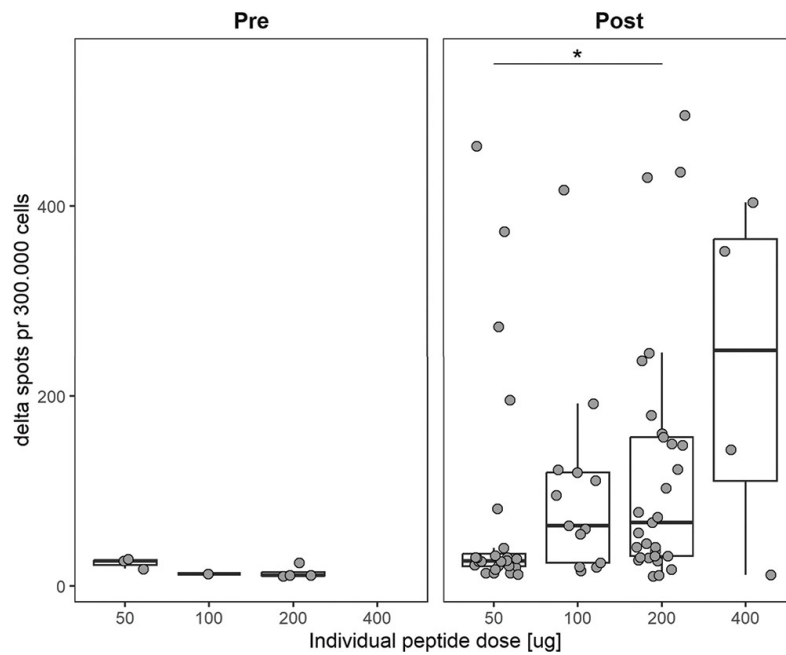 Pre Post
*
delta spots pr 300.000 cells
400
200
0
50 100 200 400 50 100 200 400
Individual peptide dose [ug]